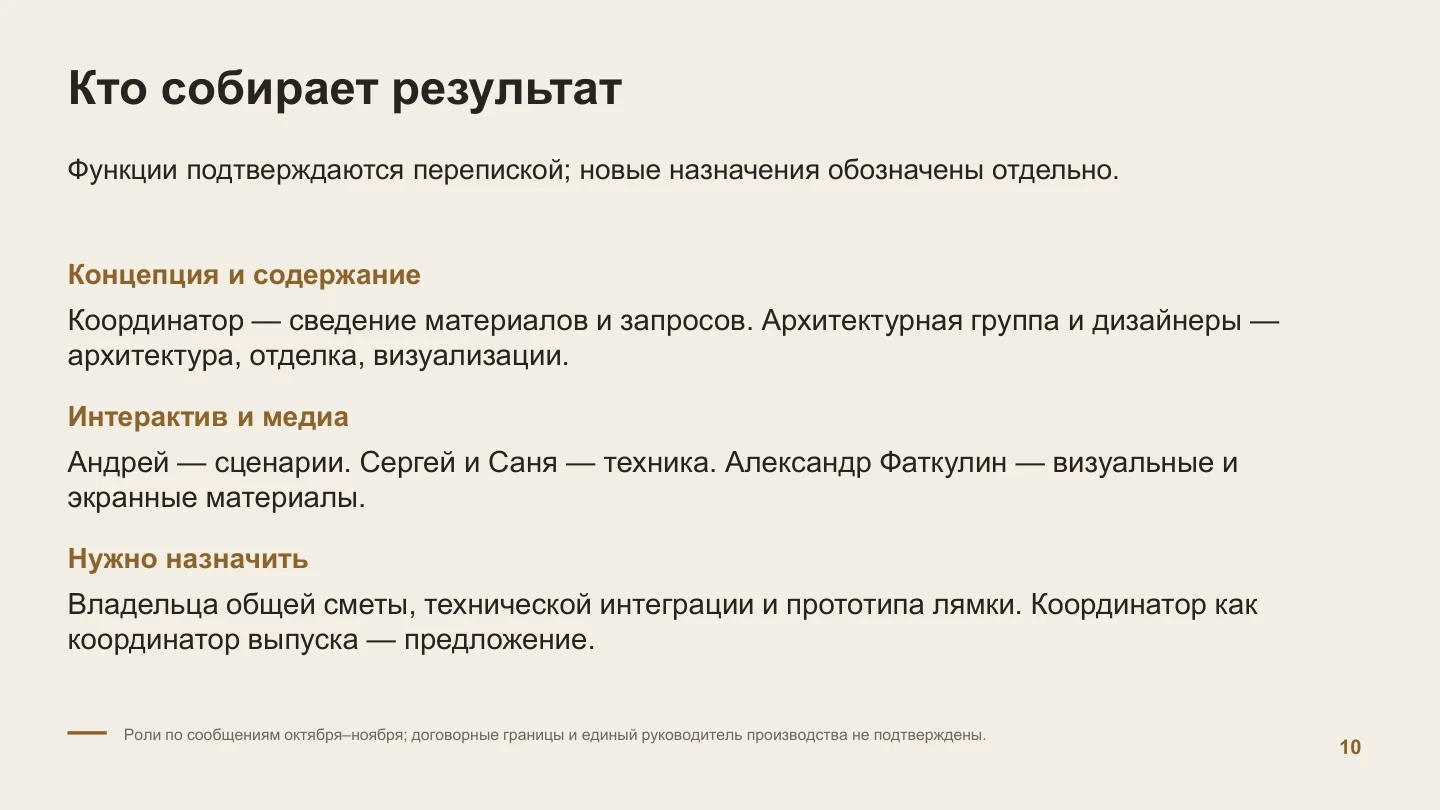 Кто собирает результат
Функции подтверждаются перепиской; новые назначения обозначены отдельно.
Концепция и содержание
Координатор — сведение материалов и запросов. Архитектурная группа и дизайнеры —
архитектура, отделка, визуализации.
Интерактив и медиа
Андрей — сценарии. Сергей и Саня — техника. Александр Фаткулин — визуальные и
экранные материалы.
Нужно назначить
Владельца общей сметы, технической интеграции и прототипа лямки. Координатор как
координатор выпуска — предложение.
Роли по сообщениям октября–ноября; договорные границы и единый руководитель производства не подтверждены.
10